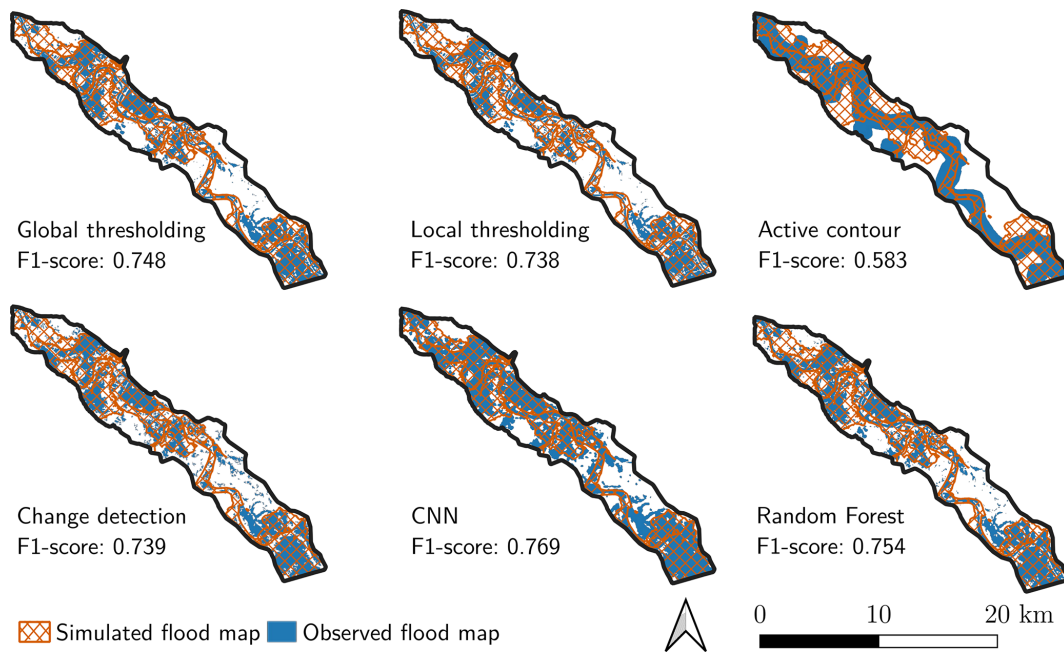 Global thresholding
F1-score: 0.748
Local thresholding
F1-score: 0.738
Active contour
F1-score: 0.583
Change detection
F1-score: 0.739
CNN
F1-score: 0.769
Random Forest
F1-score: 0.754
Simulated flood map
Observed flood map
0 10 20 km